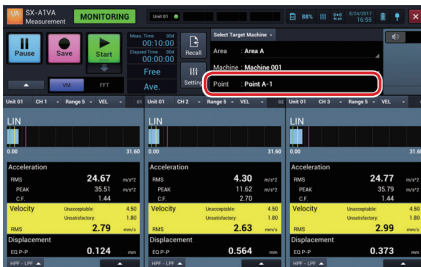 SX-A1VA
Measurement
MONITORING
Unit 01
88%
4/24/2017
16:55
Pause
Save
Start
Meas. Time 00d
00:10:00
Elapsed Time 00d
00:00:00
Free
Ave.
VM
FFT
Recall
Setting
Select Target Machine
Area : Area A
Machine : Machine 001
Point : Point A-1
Unit 01 CH 1 Range 5 VEL 01
Unit 01 CH 2 Range 5 VEL 02
Unit 01 CH 3 Range 5 VEL
LIN
0.00 31.60
LIN
0.00 31.60
LIN
0.00 31.60
Acceleration
RMS 24.67 m/s^2
PEAK 35.51 m/s^2
C.F. 1.44
Velocity
Unacceptable: 4.50
Unsatisfactory: 1.80
RMS 2.79 mm/s
Displacement
EQ P-P 0.124 mm
HPF - LPF
Acceleration
RMS 4.30 m/s^2
PEAK 11.62 m/s^2
C.F. 2.70
Velocity
Unacceptable: 4.50
Unsatisfactory: 1.80
RMS 2.63 mm/s
Displacement
EQ P-P 0.564 mm
HPF - LPF
Acceleration
RMS 24.77 m/s^2
PEAK 35.79 m/s^2
C.F. 1.44
Velocity
Unacceptable: 4.50
Unsatisfactory: 1.80
RMS 2.99 mm/s
Displacement
EQ P-P 0.373 mm
HPF - LPF